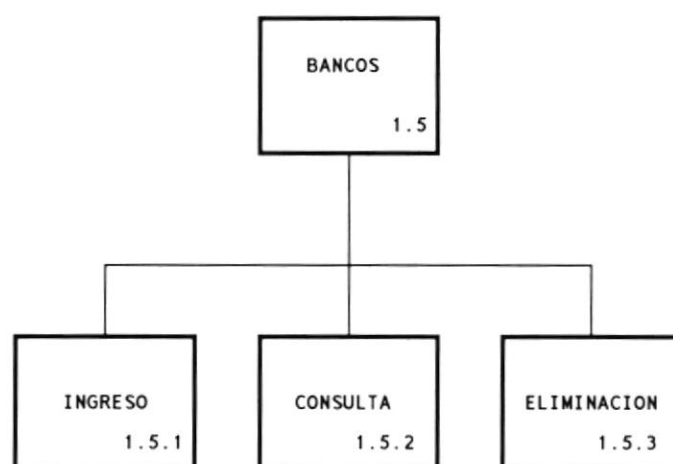 BANCOS
1.5
INGRESO
1.5.1
CONSULTA
1.5.2
ELIMINACION
1.5.3